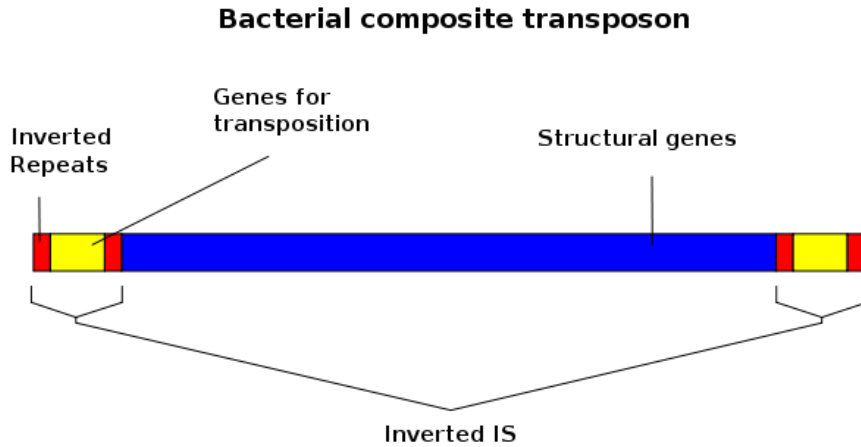 Bacterial composite transposon
Genes for
transposition
Inverted
Repeats
Structural genes
Inverted IS